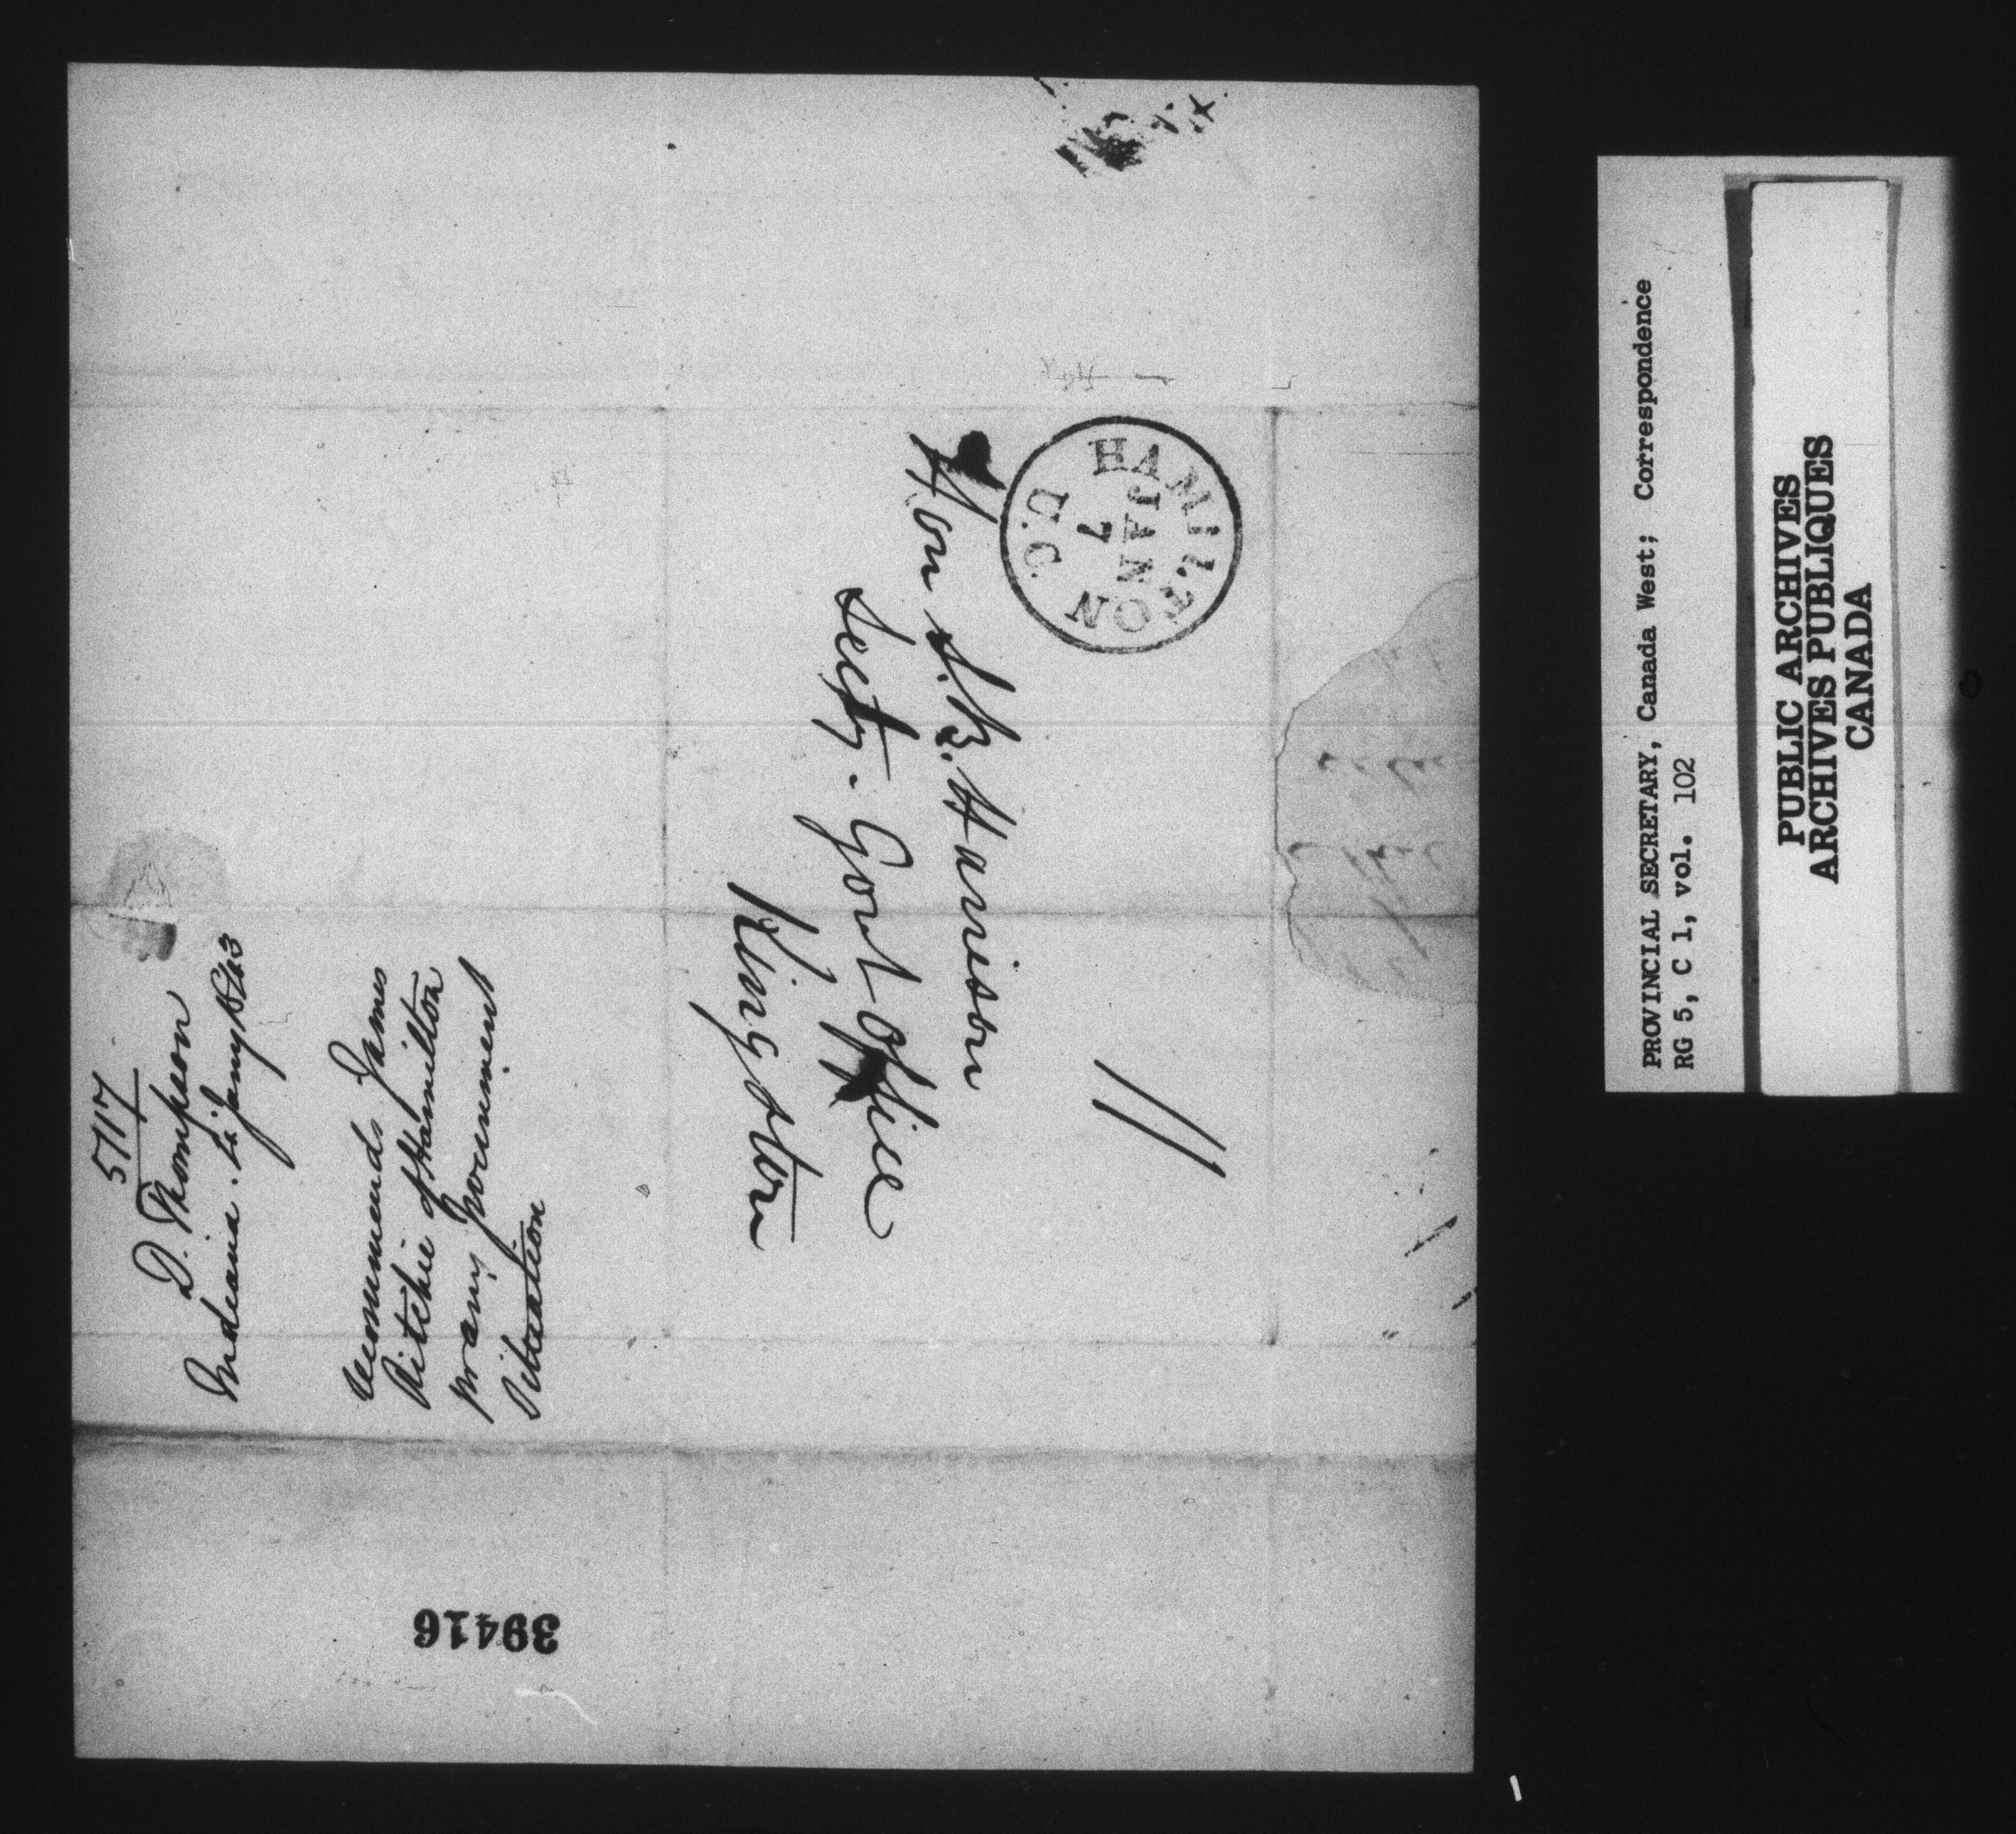 HAMILTON
JAN
7
U.C.
Hon S. B. Harrison
Secty. Govt Office
Kingston
5117
D. Thompson
Indiana. 4 Jany 1843
recommends James
Ritchie of Hamilton
for any Government
Situation
39416
PROVINCIAL SECRETARY, Canada West; Correspondence
RG 5, C 1, vol. 102
PUBLIC ARCHIVES
ARCHIVES PUBLIQUES
CANADA